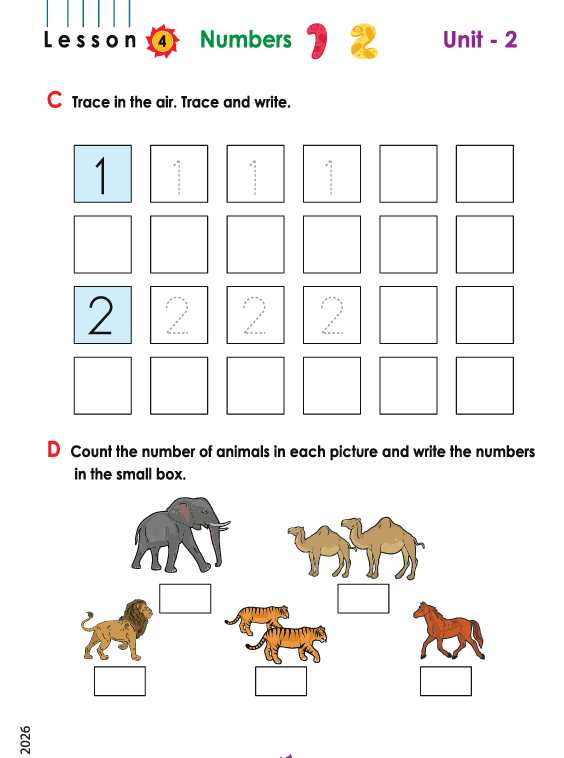 Lesson 4 Numbers 1 2 Unit - 2
C Trace in the air. Trace and write.
1 1 1 1
2 2 2 2
D Count the number of animals in each picture and write the numbers
in the small box.
2026